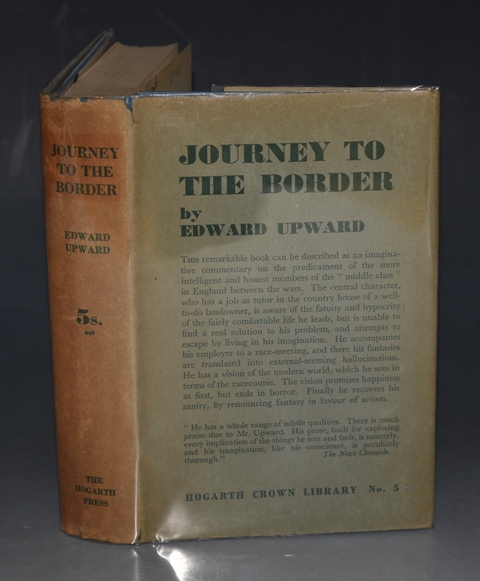 JOURNEY
TO THE
BORDER
EDWARD
UPWARD
5s.
net
THE
HOGARTH
PRESS
JOURNEY TO
THE BORDER
by
EDWARD UPWARD
THIS remarkable book can be described as an imagina-
tive commentary on the predicament of the more
intelligent and honest members of the "middle class"
in England between the wars. The central character,
who has a job as tutor in the country house of a well-
to-do landowner, is aware of the fatuity and hypocrisy
of the fairly comfortable life he leads, but is unable to
find a real solution to his problem, and attempts to
escape by living in his imagination. He accompanies
his employer to a race-meeting, and there his fantasies
are translated into external-seeming hallucinations.
He has a vision of the modern world, which he sees in
terms of the racecourse. The vision promises happiness
at first, but ends in horror. Finally he recovers his
sanity, by renouncing fantasy in favour of action.
"He has a whole range of subtle qualities. There is much
praise due to Mr. Upward. His prose, built for exploring
every implication of the things he sees and feels, is masterly,
and his imagination, like his conscience, is peculiarly
thorough." The News Chronicle.
HOGARTH CROWN LIBRARY No. 5